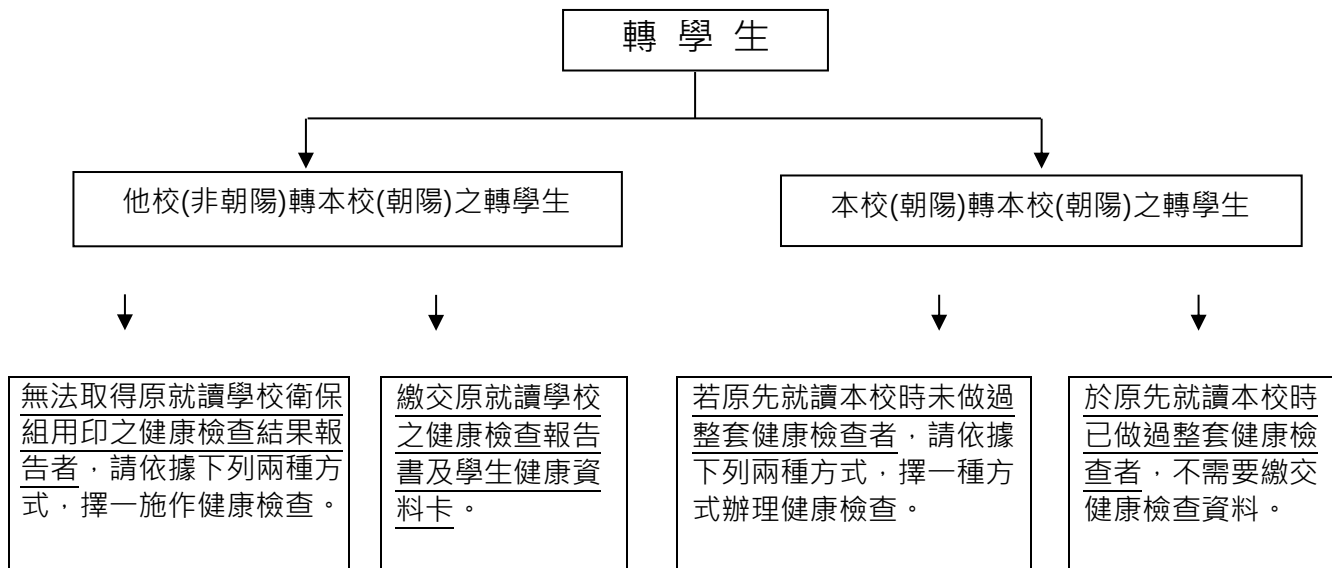 轉 學 生
他校(非朝陽)轉本校(朝陽)之轉學生
本校(朝陽)轉本校(朝陽)之轉學生
無法取得原就讀學校衛保
組用印之健康檢查結果報
告者，請依據下列兩種方
式，擇一施作健康檢查。
繳交原就讀學校
之健康檢查報告
書及學生健康資
料卡。
若原先就讀本校時未做過
整套健康檢查者，請依據
下列兩種方式，擇一種方
式辦理健康檢查。
於原先就讀本校時
已做過整套健康檢
查者，不需要繳交
健康檢查資料。